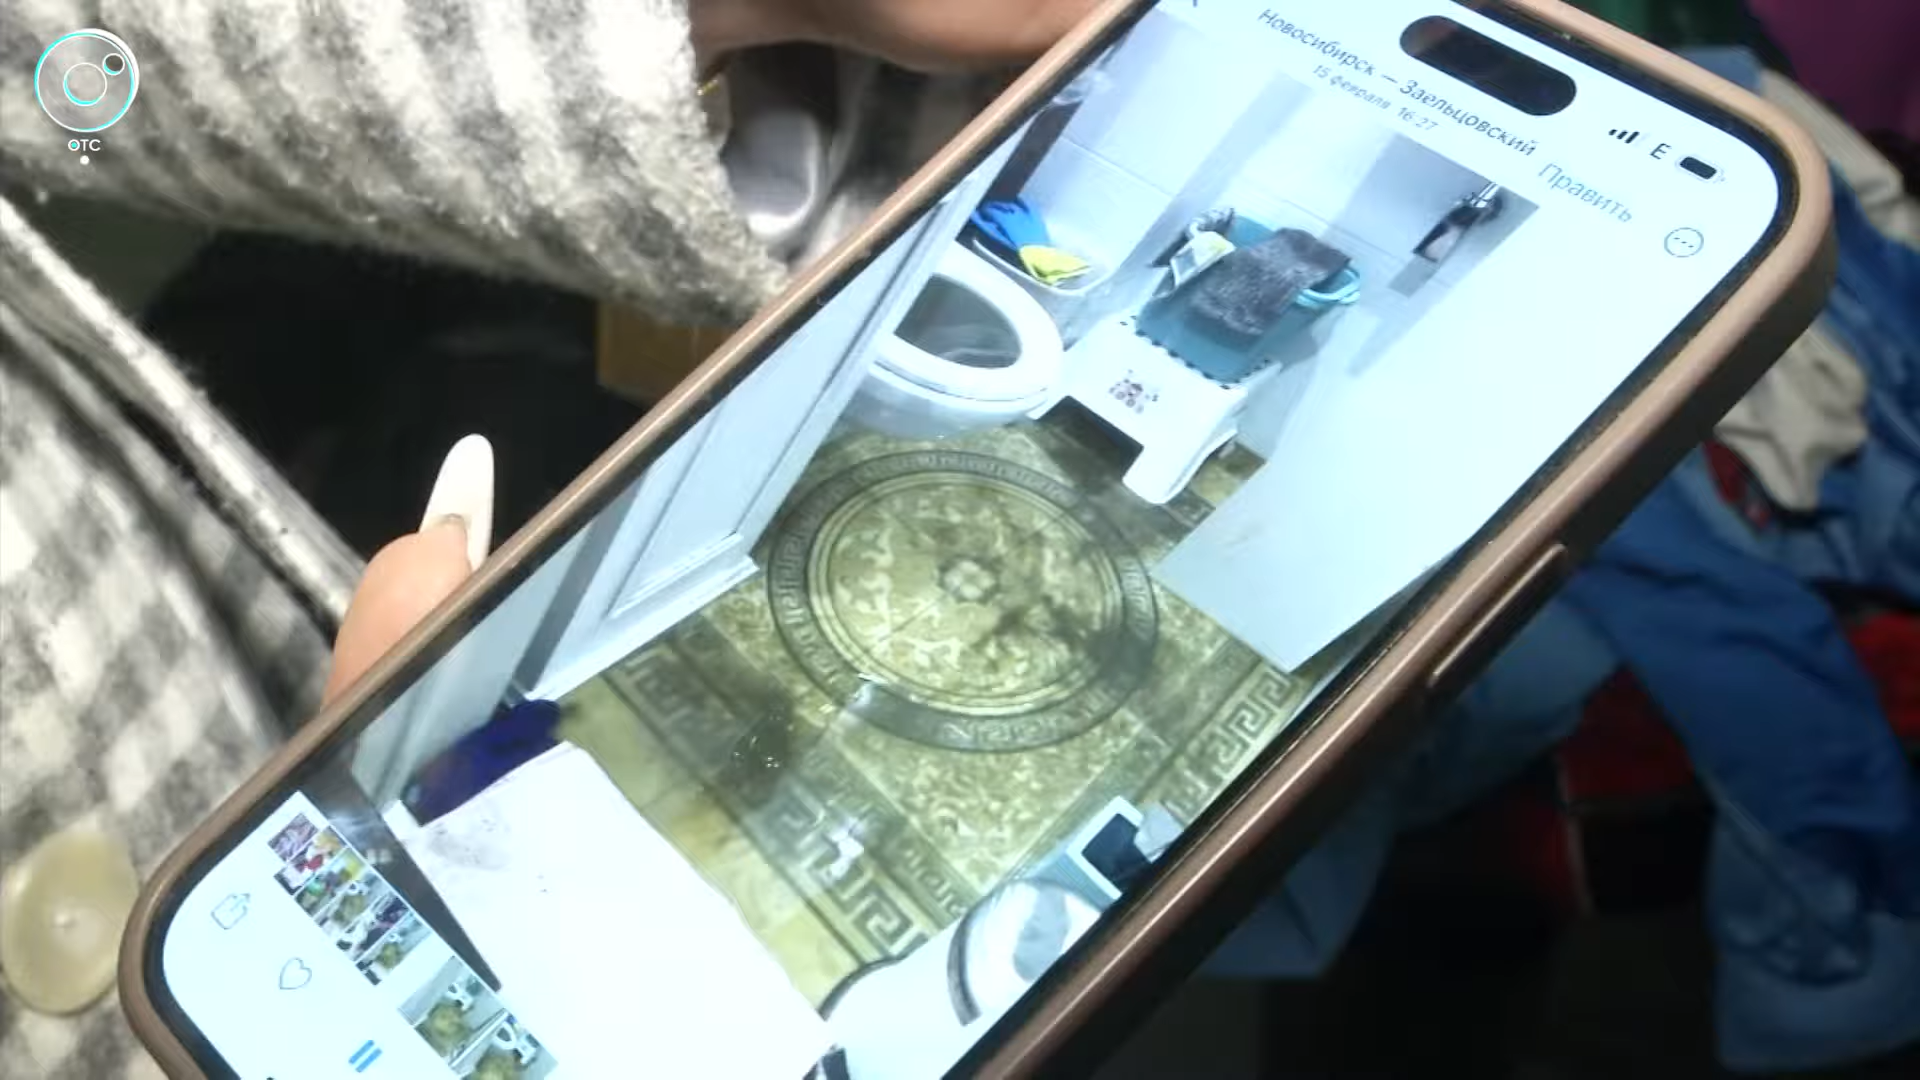 ОТС
Новосибирск — Заельцовский
15 февраля 16:27
E
Править